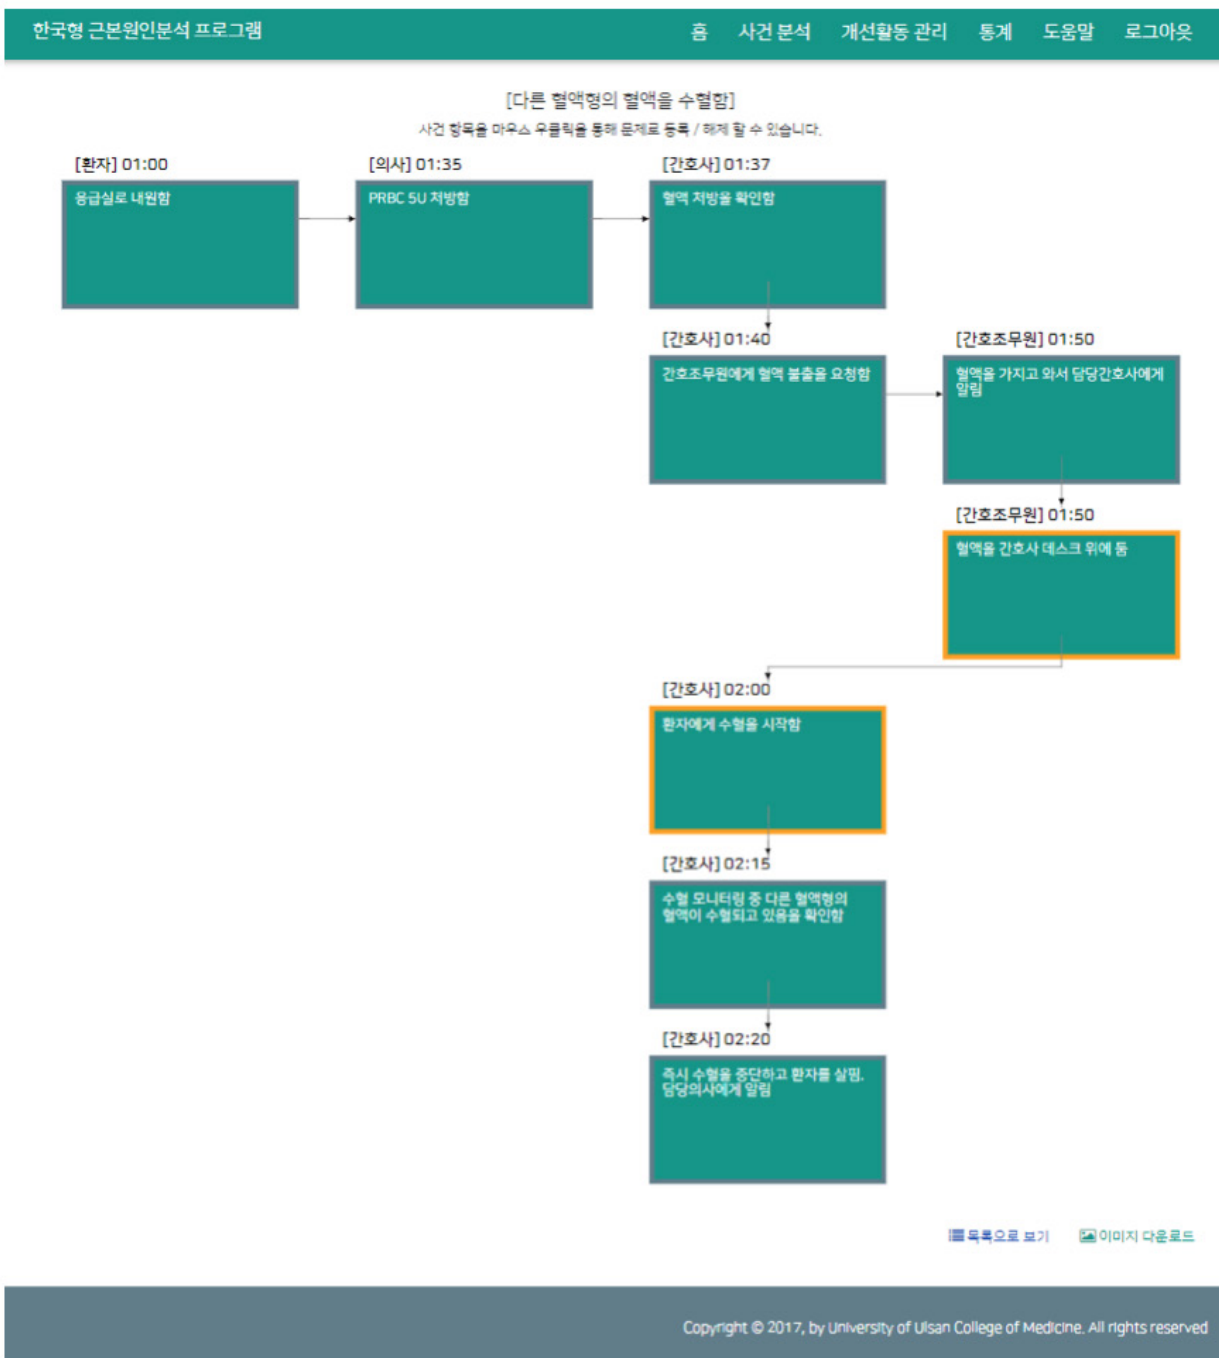 한국형 근본원인분석 프로그램
홈 사건 분석 개선활동 관리 통계 도움말 로그아웃
[다른 혈액형의 혈액을 수혈함]
사건 항목을 마우스 우클릭을 통해 문제로 등록 / 해제 할 수 있습니다.
[환자] 01:00
응급실로 내원함
[의사] 01:35
PRBC 5U 처방함
[간호사] 01:37
혈액 처방을 확인함
[간호사] 01:40
간호조무원에게 혈액 불출을 요청함
[간호조무원] 01:50
혈액을 가지고 와서 담당간호사에게
알림
[간호조무원] 01:50
혈액을 간호사 데스크 위에 둠
[간호사] 02:00
환자에게 수혈을 시작함
[간호사] 02:15
수혈 모니터링 중 다른 혈액형의
혈액이 수혈되고 있음을 확인함
[간호사] 02:20
즉시 수혈을 중단하고 환자를 살핌.
담당의사에게 알림
목록으로 보기 이미지 다운로드
Copyright © 2017, by University of Ulsan College of Medicine. All rights reserved